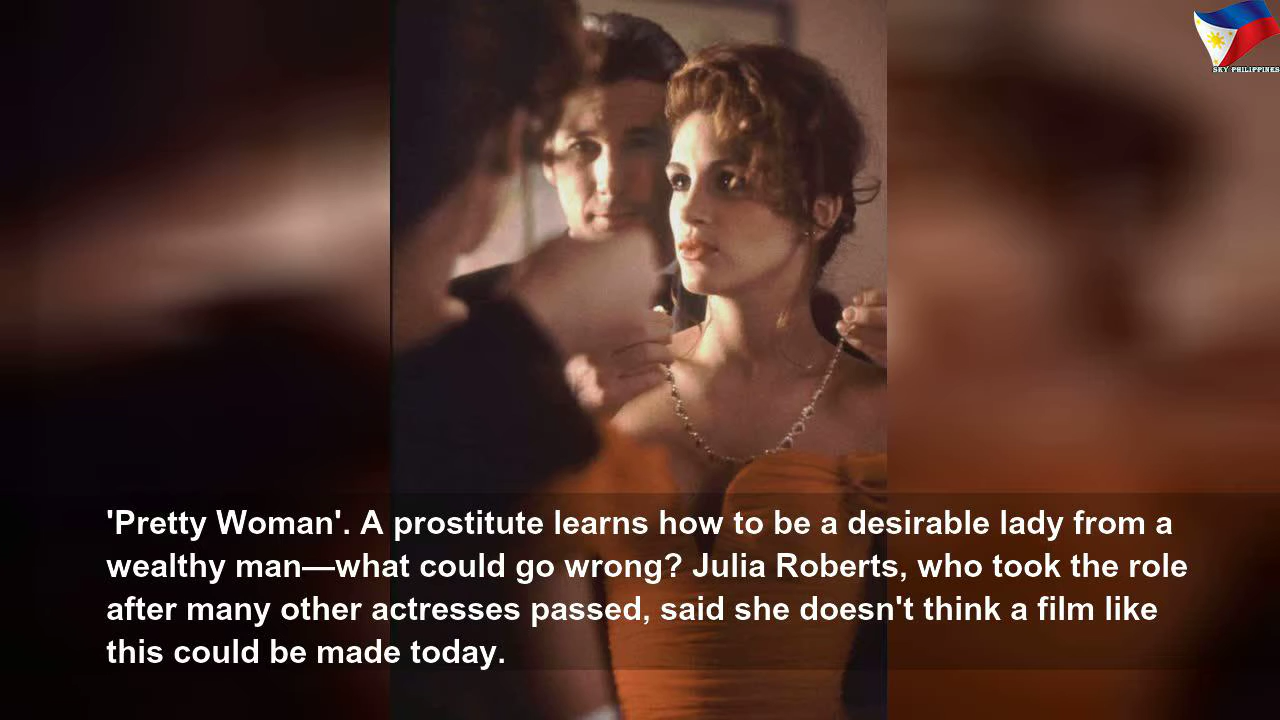 SKY PHILIPPINES
'Pretty Woman'. A prostitute learns how to be a desirable lady from a
wealthy man—what could go wrong? Julia Roberts, who took the role
after many other actresses passed, said she doesn't think a film like
this could be made today.